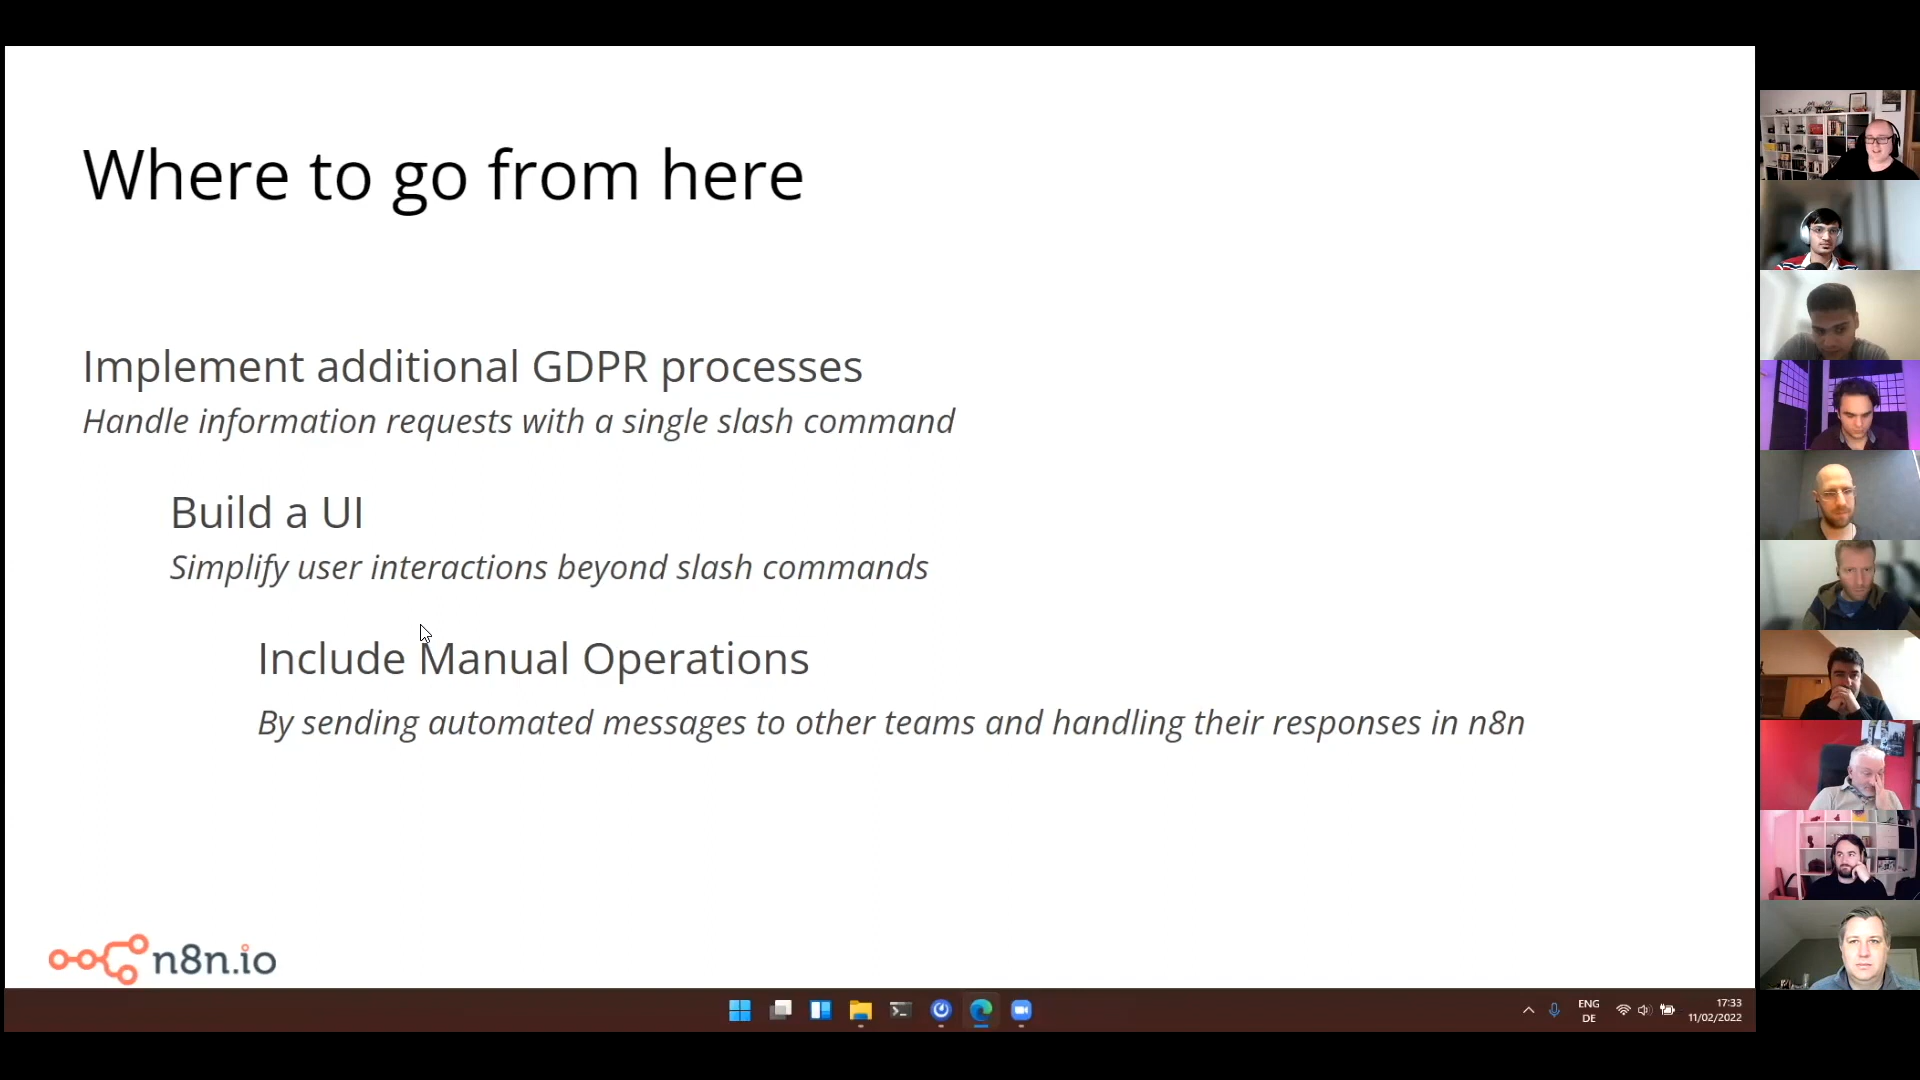 Where to go from here
Implement additional GDPR processes
Handle information requests with a single slash command
Build a UI
Simplify user interactions beyond slash commands
Include Manual Operations
By sending automated messages to other teams and handling their responses in n8n
n8n.io
ENG
DE
17:33
11/02/2022